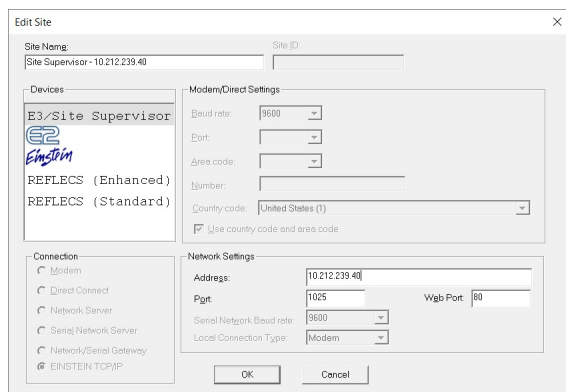 Edit Site
Site Name:
Site ID:
Site Supervisor - 10.212.239.40
Devices
E3/Site Supervisor
E2
Einstein
REFLECS (Enhanced)
REFLECS (Standard)
Modem/Direct Settings
Baud rate: 9600
Port:
Area code:
Number:
Country code: United States (1)
Use country code and area code
Connection
Modem
Direct Connect
Network Server
Serial Network Server
Network/Serial Gateway
EINSTEIN TCP/IP
Network Settings
Address: 10.212.239.40
Port: 1025 Web Port: 80
Serial Network Baud rate: 9600
Local Connection Type: Modem
OK Cancel